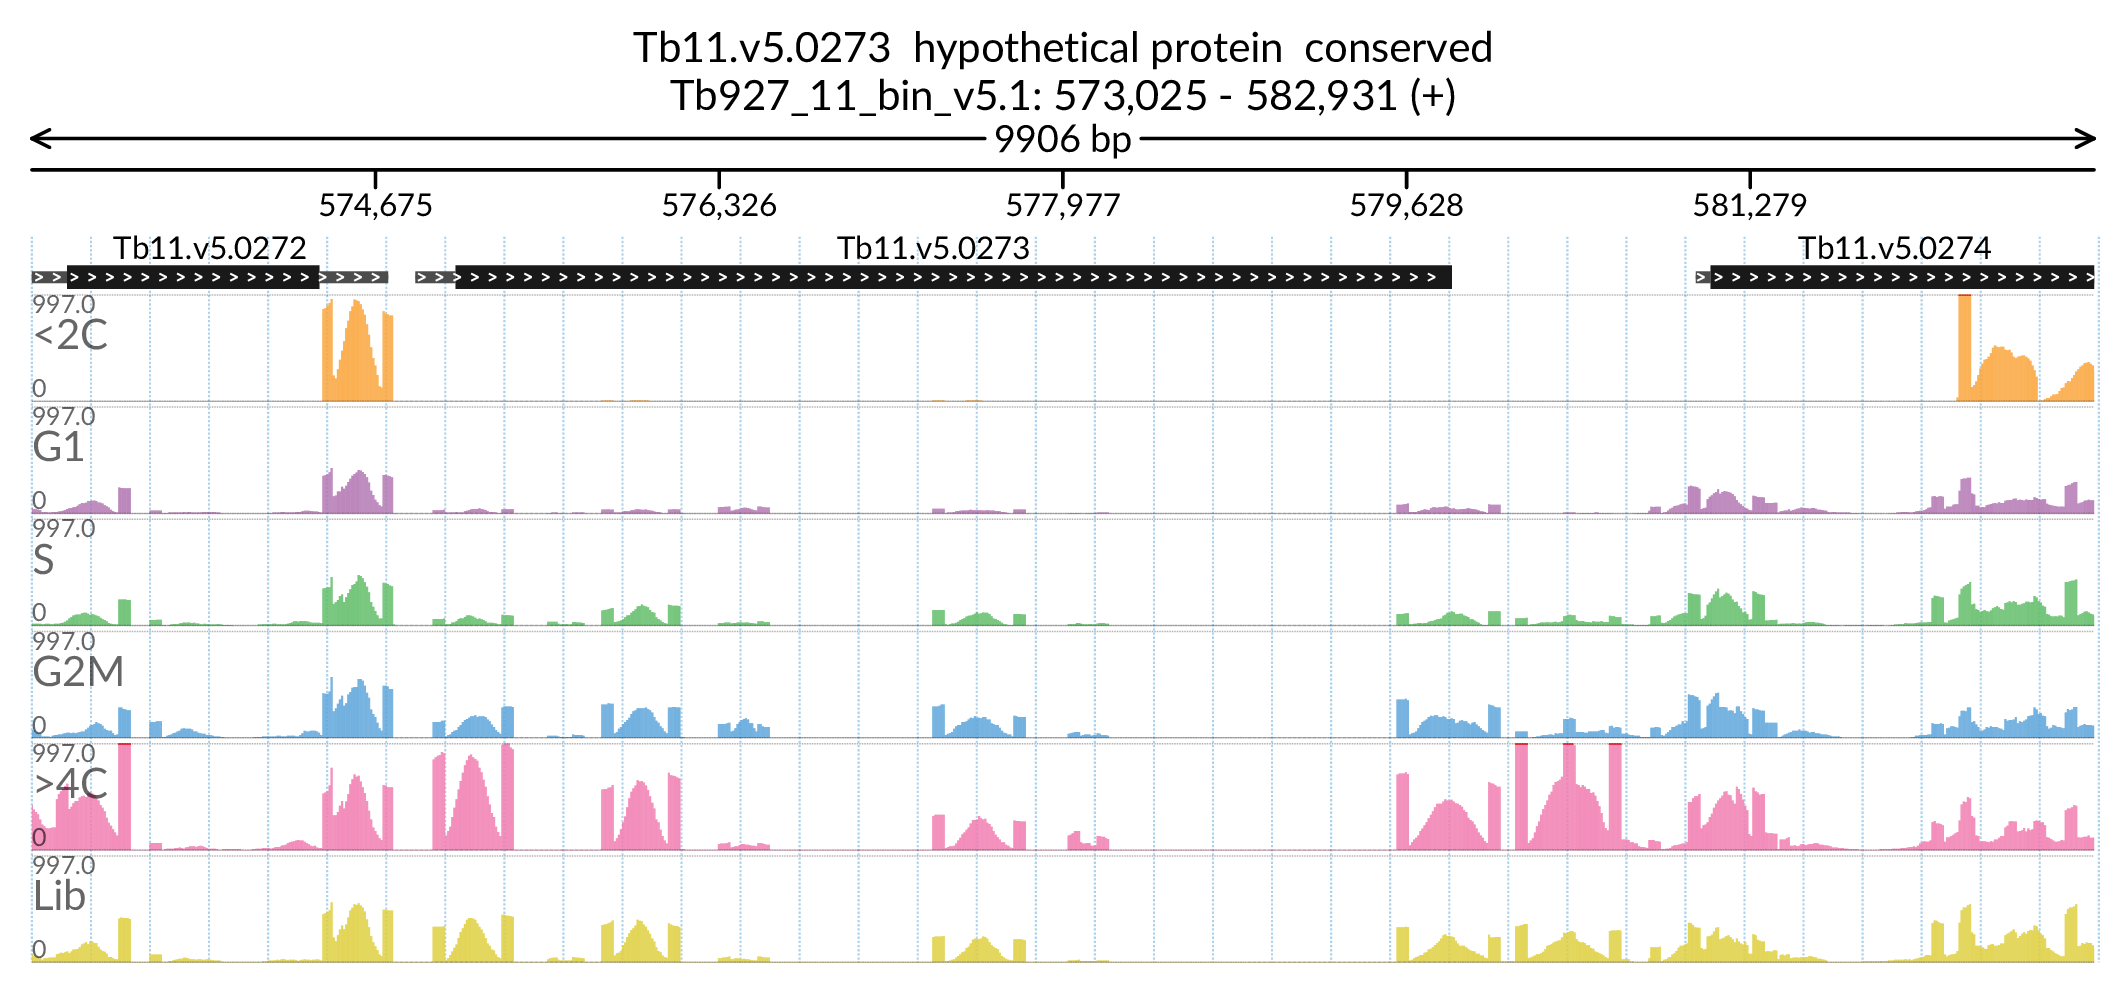 Tb11.v5.0273  hypothetical protein  conserved
Tb927_11_bin_v5.1: 573,025 - 582,931 (+)
9906 bp
574,675 576,326 577,977 579,628 581,279
Tb11.v5.0272 Tb11.v5.0273 Tb11.v5.0274
997.0
<2C
0
997.0
G1
0
997.0
S
0
997.0
G2M
0
997.0
>4C
0
997.0
Lib
0